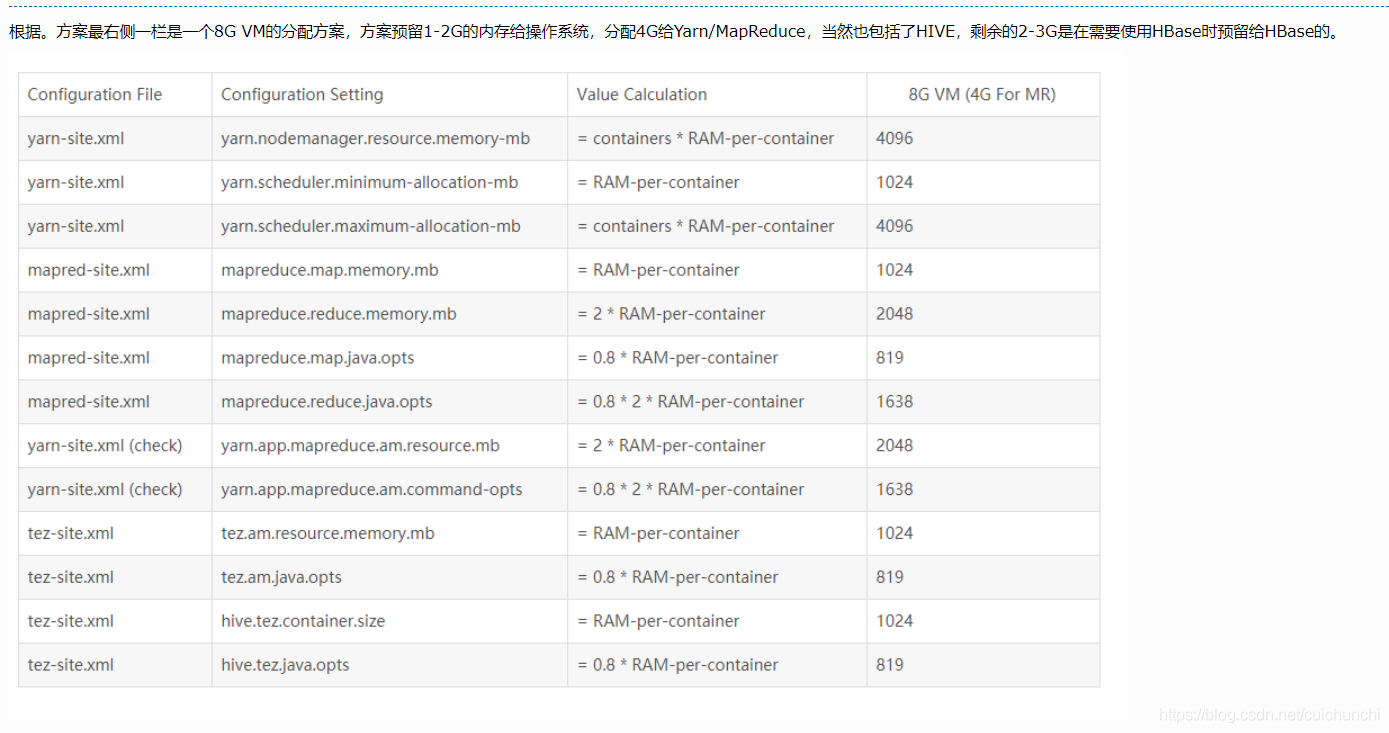 根据。方案最右侧一栏是一个8G VM的分配方案，方案预留1-2G的内存给操作系统，分配4G给Yarn/MapReduce，当然也包括了HIVE，剩余的2-3G是在需要使用HBase时预留给HBase的。
Configuration File Configuration Setting Value Calculation 8G VM (4G For MR)
yarn-site.xml yarn.nodemanager.resource.memory-mb = containers * RAM-per-container 4096
yarn-site.xml yarn.scheduler.minimum-allocation-mb = RAM-per-container 1024
yarn-site.xml yarn.scheduler.maximum-allocation-mb = containers * RAM-per-container 4096
mapred-site.xml mapreduce.map.memory.mb = RAM-per-container 1024
mapred-site.xml mapreduce.reduce.memory.mb = 2 * RAM-per-container 2048
mapred-site.xml mapreduce.map.java.opts = 0.8 * RAM-per-container 819
mapred-site.xml mapreduce.reduce.java.opts = 0.8 * 2 * RAM-per-container 1638
yarn-site.xml (check) yarn.app.mapreduce.am.resource.mb = 2 * RAM-per-container 2048
yarn-site.xml (check) yarn.app.mapreduce.am.command-opts = 0.8 * 2 * RAM-per-container 1638
tez-site.xml tez.am.resource.memory.mb = RAM-per-container 1024
tez-site.xml tez.am.java.opts = 0.8 * RAM-per-container 819
tez-site.xml hive.tez.container.size = RAM-per-container 1024
tez-site.xml hive.tez.java.opts = 0.8 * RAM-per-container 819
https://blog.csdn.net/cuichunchi